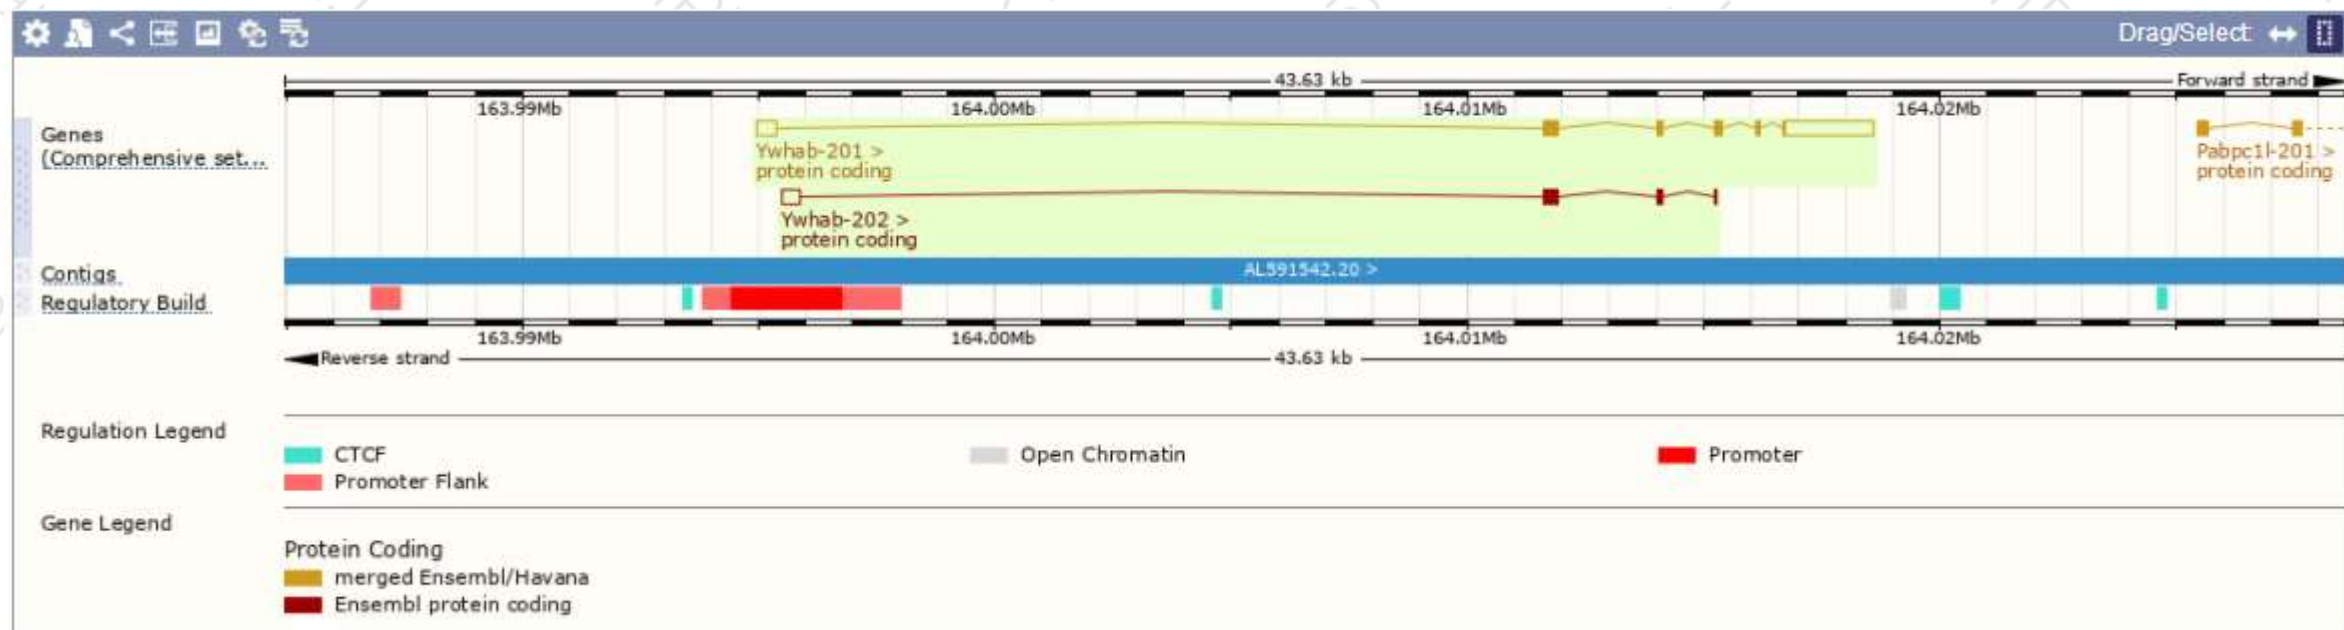 Drag/Select:
43.63 kb Forward strand
163.99Mb 164.00Mb 164.01Mb 164.02Mb
Genes
(Comprehensive set...
Ywhab-201 >
protein coding
Pabpc1l-201 >
protein coding
Ywhab-202 >
protein coding
Contigs
AL591542.20 >
Regulatory Build
163.99Mb 164.00Mb 164.01Mb 164.02Mb
Reverse strand 43.63 kb
Regulation Legend
CTCF Open Chromatin Promoter
Promoter Flank
Gene Legend
Protein Coding
merged Ensembl/Havana
Ensembl protein coding